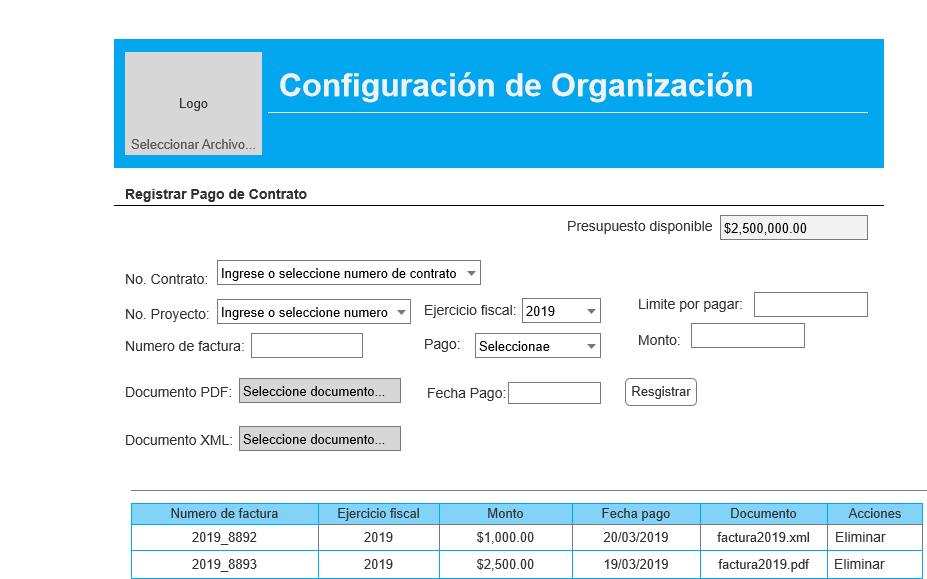 Configuración de Organización
Logo
Seleccionar Archivo...
Registrar Pago de Contrato
Presupuesto disponible $2,500,000.00
No. Contrato: Ingrese o seleccione numero de contrato
No. Proyecto: Ingrese o seleccione numero Ejercicio fiscal: 2019 Limite por pagar:
Numero de factura: Pago: Seleccionae Monto:
Documento PDF: Seleccione documento... Fecha Pago: Resgistrar
Documento XML: Seleccione documento...
Numero de factura Ejercicio fiscal Monto Fecha pago Documento Acciones
2019_8892 2019 $1,000.00 20/03/2019 factura2019.xml Eliminar
2019_8893 2019 $2,500.00 19/03/2019 factura2019.pdf Eliminar